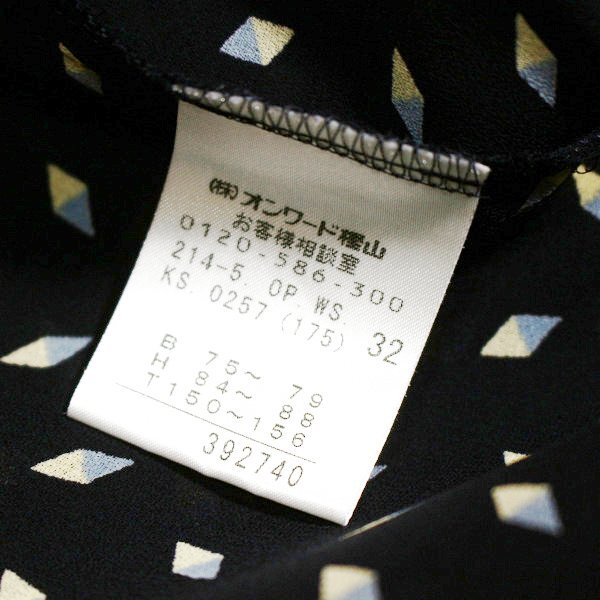 (株)オンワード樫山
お客様相談室
0120-586-300
214-5. OP. WS.
KS. 0257 (175) 32
B 75~ 79
H 84~ 88
T150~156
392740